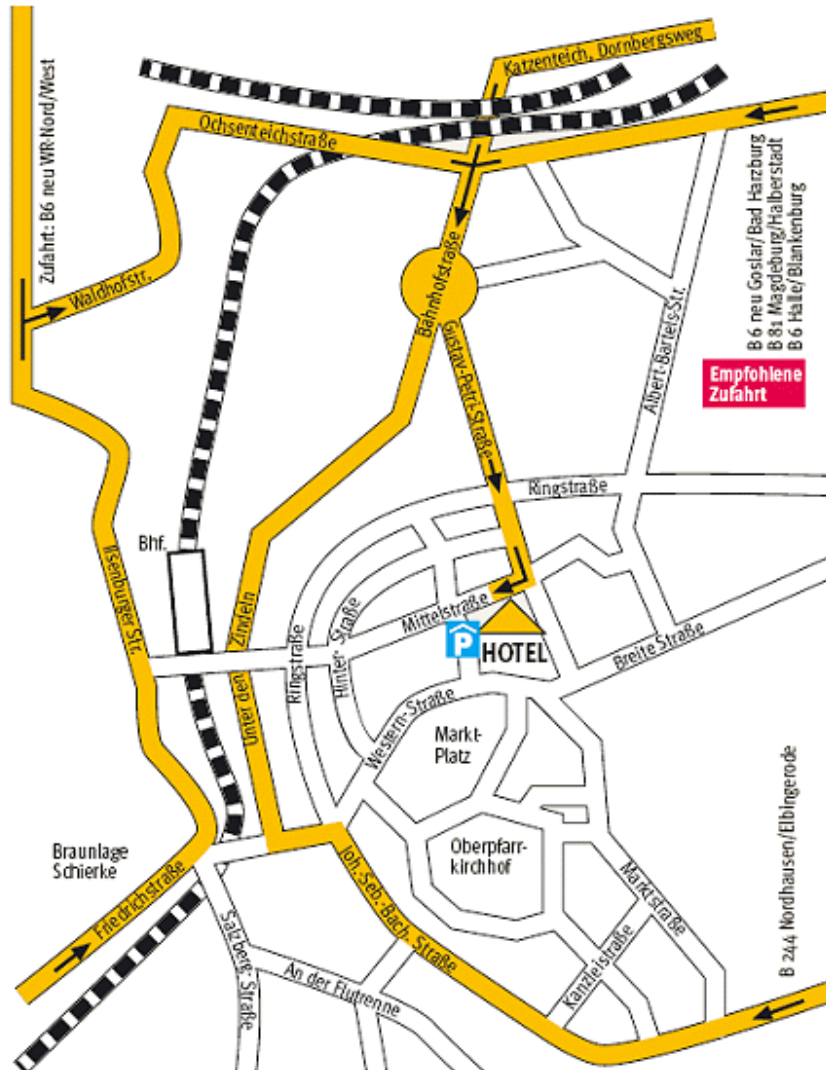 Katzenteich, Dornbergsweg
Zufahrt: B6 neu WR-Nord/West
Ochsenteichstraße
B 6 neu Goslar/Bad Harzburg
B 81 Magdeburg/Halberstadt
B 6 Halle/Blankenburg
Waldhofstr.
Bahnhofstraße
Gustav-Petri-Straße
Albert-Bartels-Str.
Empfohlene
Zufahrt
Ringstraße
Bhf.
Ilsenburger Str.
Unter den Zindeln
Ringstraße
Hinter- Straße
Mittelstraße
P
HOTEL
Breite Straße
Western-Straße
Markt-
Platz
B 244 Nordhausen/Elbingerode
Braunlage
Schierke
Oberpfarr-
kirchhof
Friedrichstraße
Joh.-Seb.-Bach. Straße
Marktstraße
Salzberg. Straße
An der Flutrenne
Kanzleistraße